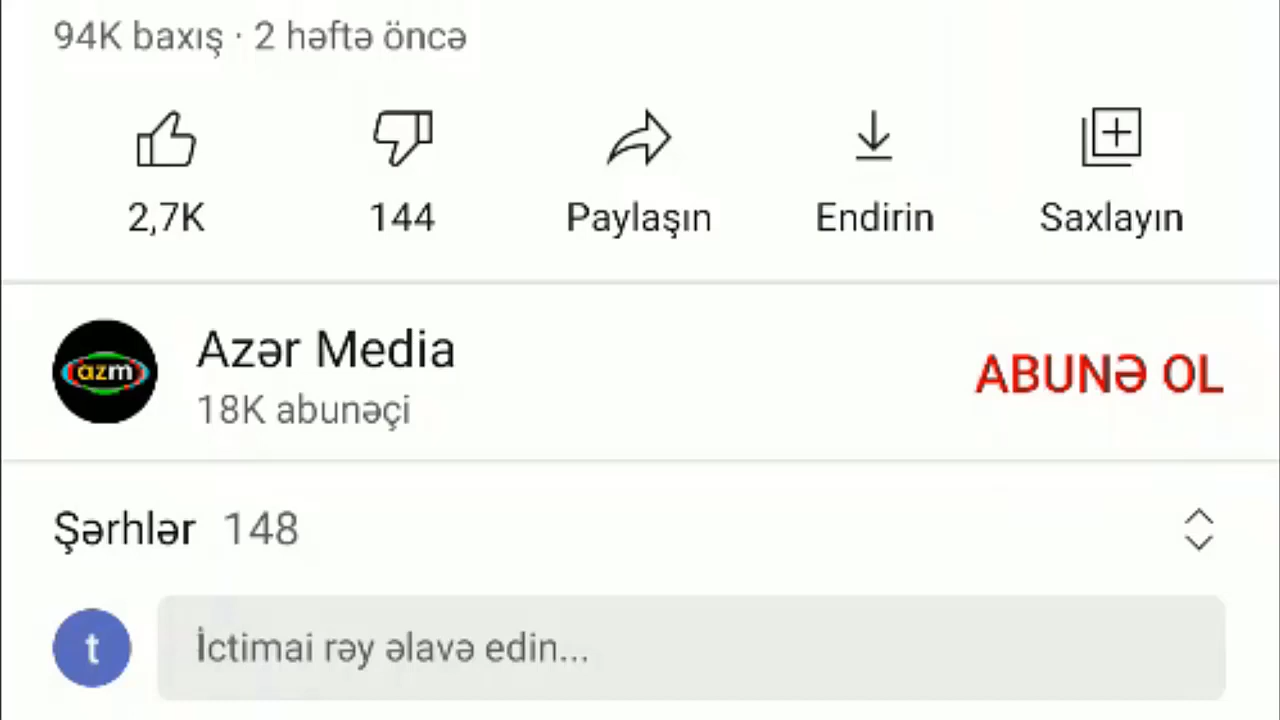 94K baxış · 2 həftə öncə
2,7K 144 Paylaşın Endirin Saxlayın
azm
Azər Media
18K abunəçi
ABUNƏ OL
Şərhlər 148
t
İctimai rəy əlavə edin...